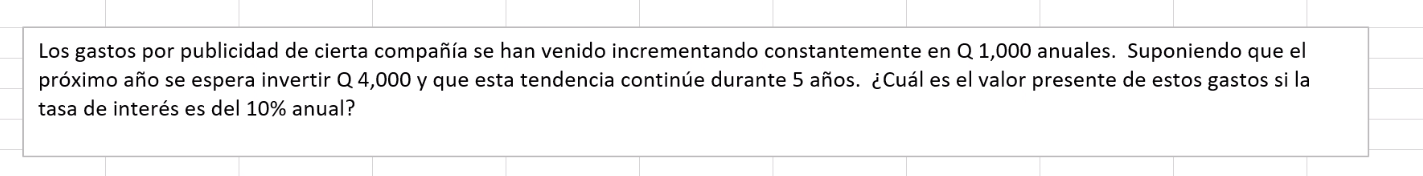 Los gastos por publicidad de cierta compañía se han venido incrementando constantemente en Q 1,000 anuales.  Suponiendo que el
próximo año se espera invertir Q 4,000 y que esta tendencia continúe durante 5 años.  ¿Cuál es el valor presente de estos gastos si la
tasa de interés es del 10% anual?